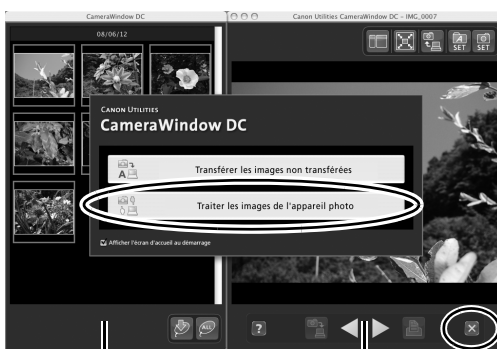 CameraWindow DC
Canon Utilities CameraWindow DC – IMG_0007
08/06/12
SET
SET
CANON UTILITIES
CameraWindow DC
A
Transférer les images non transférées
Traiter les images de l'appareil photo
Afficher l'écran d'accueil au démarrage
ALL
?